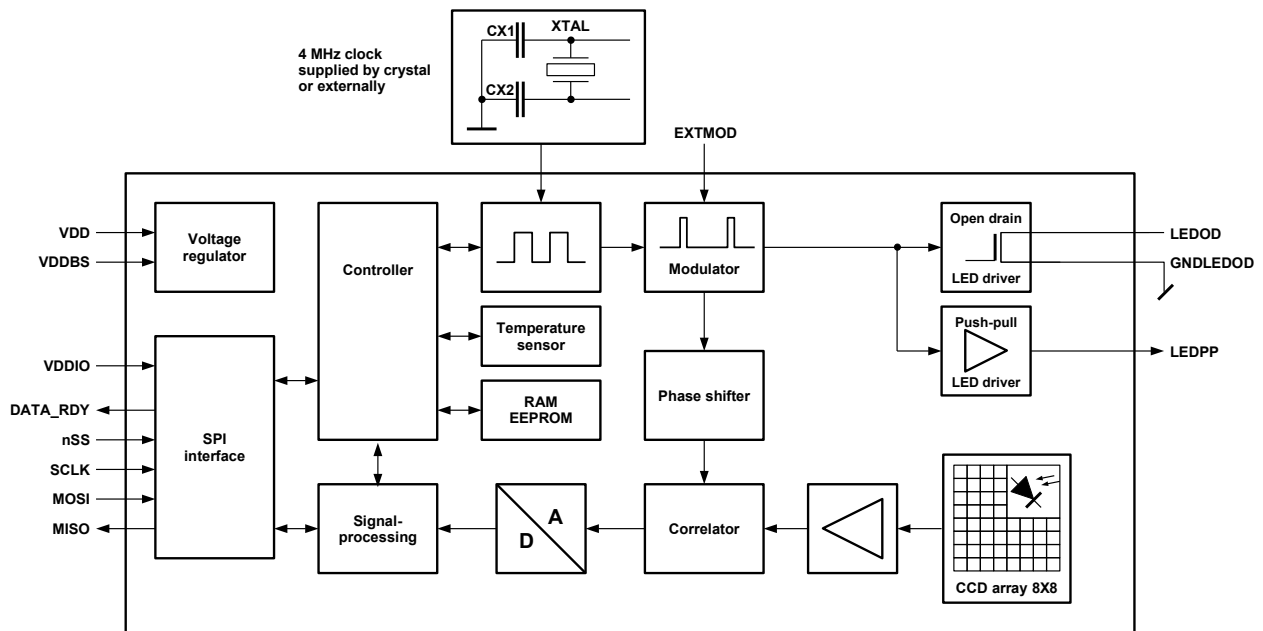 CX1
XTAL
4 MHz clock
supplied by crystal
or externally
CX2
EXTMOD
VDD
VDDBS
Voltage
regulator
Controller
Modulator
Open drain
LED driver
LEDOD
GNDLEDOD
Temperature
sensor
Push-pull
LED driver
LEDPP
VDDIO
DATA_RDY
nSS
SCLK
MOSI
MISO
SPI
interface
RAM
EEPROM
Phase shifter
Signal-
processing
A
D
Correlator
CCD array 8X8